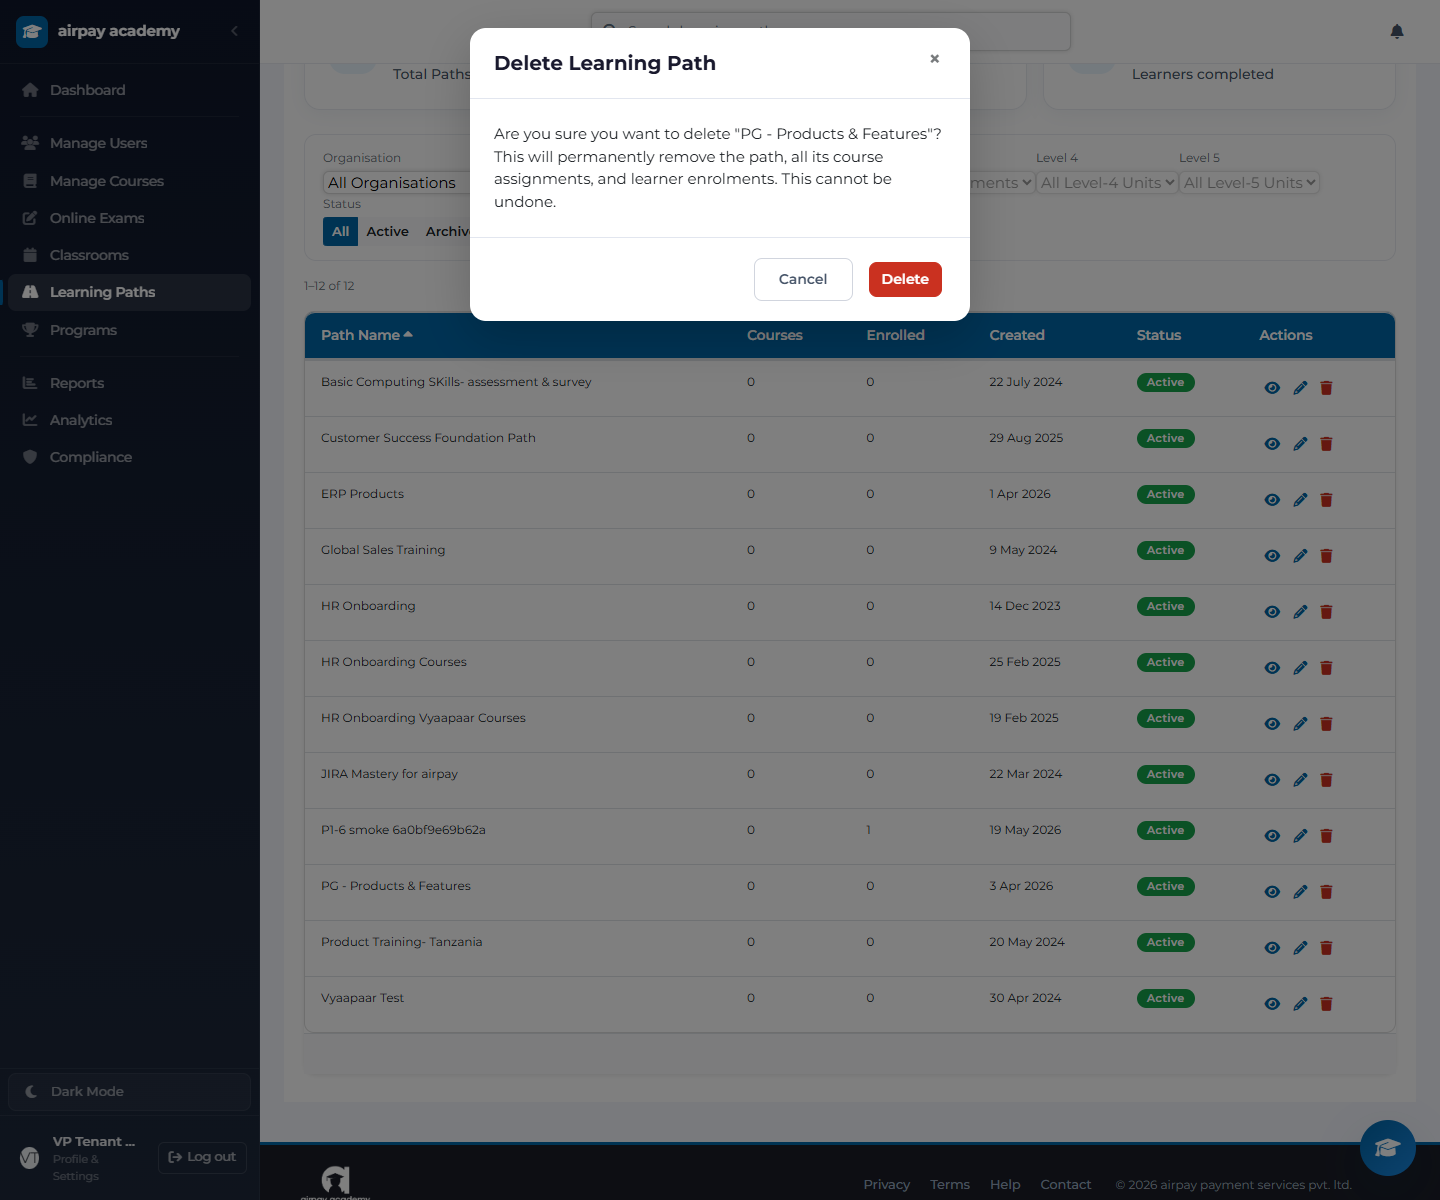 airpay academy
Dashboard
Manage Users
Manage Courses
Online Exams
Classrooms
Learning Paths
Programs
Reports
Analytics
Compliance
Dark Mode
VP Tenant ...
Profile & Settings
VT
Log out
Total Paths
Learners completed
Delete Learning Path
×
Are you sure you want to delete "PG - Products & Features"?
This will permanently remove the path, all its course
assignments, and learner enrolments. This cannot be
undone.
Cancel
Delete
Organisation
Level 4
Level 5
All Organisations
All Level-4 Units
All Level-5 Units
Status
All
Active
1–12 of 12
Path Name Courses Enrolled Created Status Actions
Basic Computing SKills- assessment & survey 0 0 22 July 2024 Active
Customer Success Foundation Path 0 0 29 Aug 2025 Active
ERP Products 0 0 1 Apr 2026 Active
Global Sales Training 0 0 9 May 2024 Active
HR Onboarding 0 0 14 Dec 2023 Active
HR Onboarding Courses 0 0 25 Feb 2025 Active
HR Onboarding Vyaapaar Courses 0 0 19 Feb 2025 Active
JIRA Mastery for airpay 0 0 22 Mar 2024 Active
P1-6 smoke 6a0bf9e69b62a 0 1 19 May 2026 Active
PG - Products & Features 0 0 3 Apr 2026 Active
Product Training- Tanzania 0 0 20 May 2024 Active
Vyaapaar Test 0 0 30 Apr 2024 Active
Privacy Terms Help Contact © 2026 airpay payment services pvt. ltd.